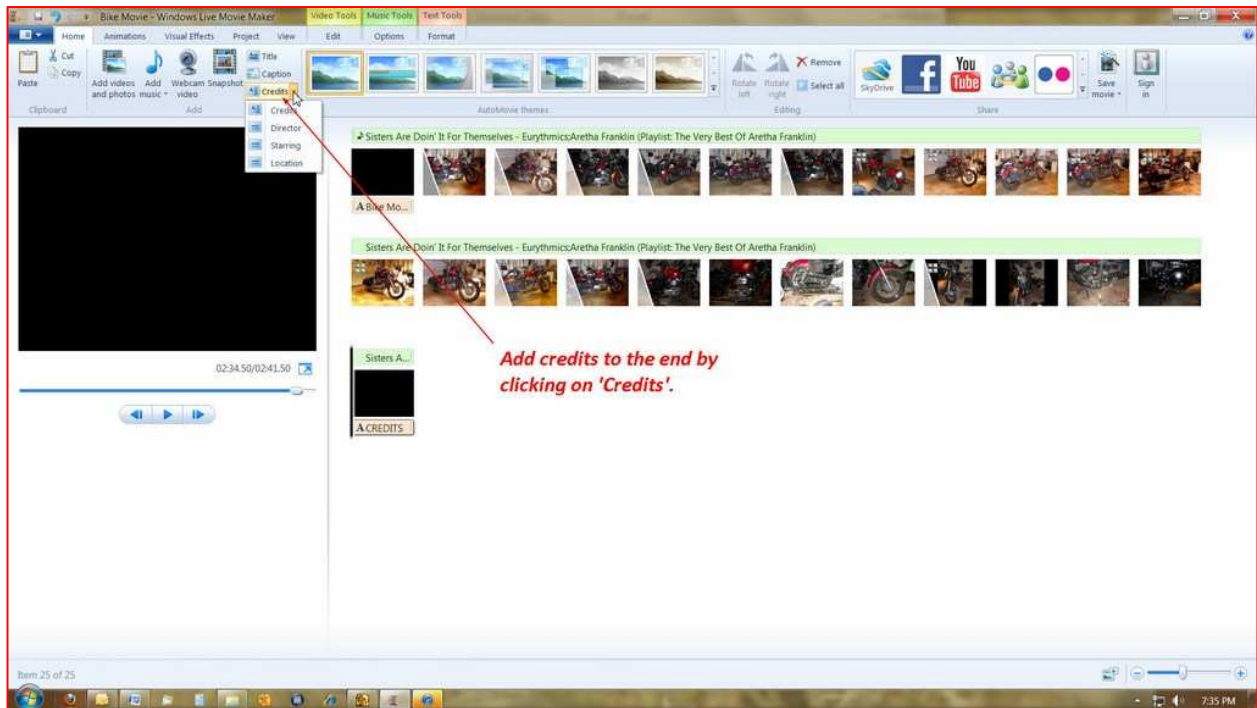 Bike Movie - Windows Live Movie Maker
Video Tools
Music Tools
Text Tools
Home
Animations
Visual Effects
Project
View
Edit
Options
Format
Paste
Cut
Copy
Clipboard
Add videos and photos
Add music
Webcam video
Snapshot
Title
Caption
Credits
Add
Credits
Director
Starring
Location
AutoMovie themes
Rotate left
Rotate right
Remove
Select all
Editing
SkyDrive
f
You Tube
Share
Save movie
Sign in
Sisters Are Doin' It For Themselves - Eurythmics;Aretha Franklin (Playlist: The Very Best Of Aretha Franklin)
A Bike Mo...
Sisters Are Doin' It For Themselves - Eurythmics;Aretha Franklin (Playlist: The Very Best Of Aretha Franklin)
02:34.50/02:41.50
Sisters A...
A CREDITS
Add credits to the end by
clicking on 'Credits'.
Item 25 of 25
7:35 PM